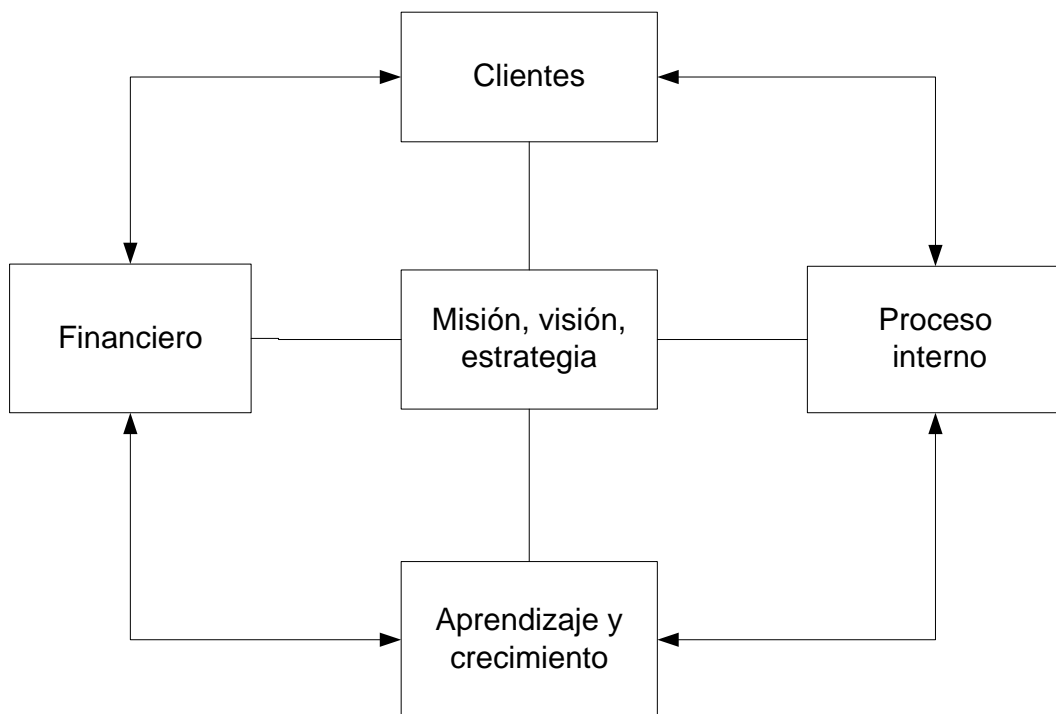 Clientes
Financiero
Misión, visión,
estrategia
Proceso
interno
Aprendizaje y
crecimiento